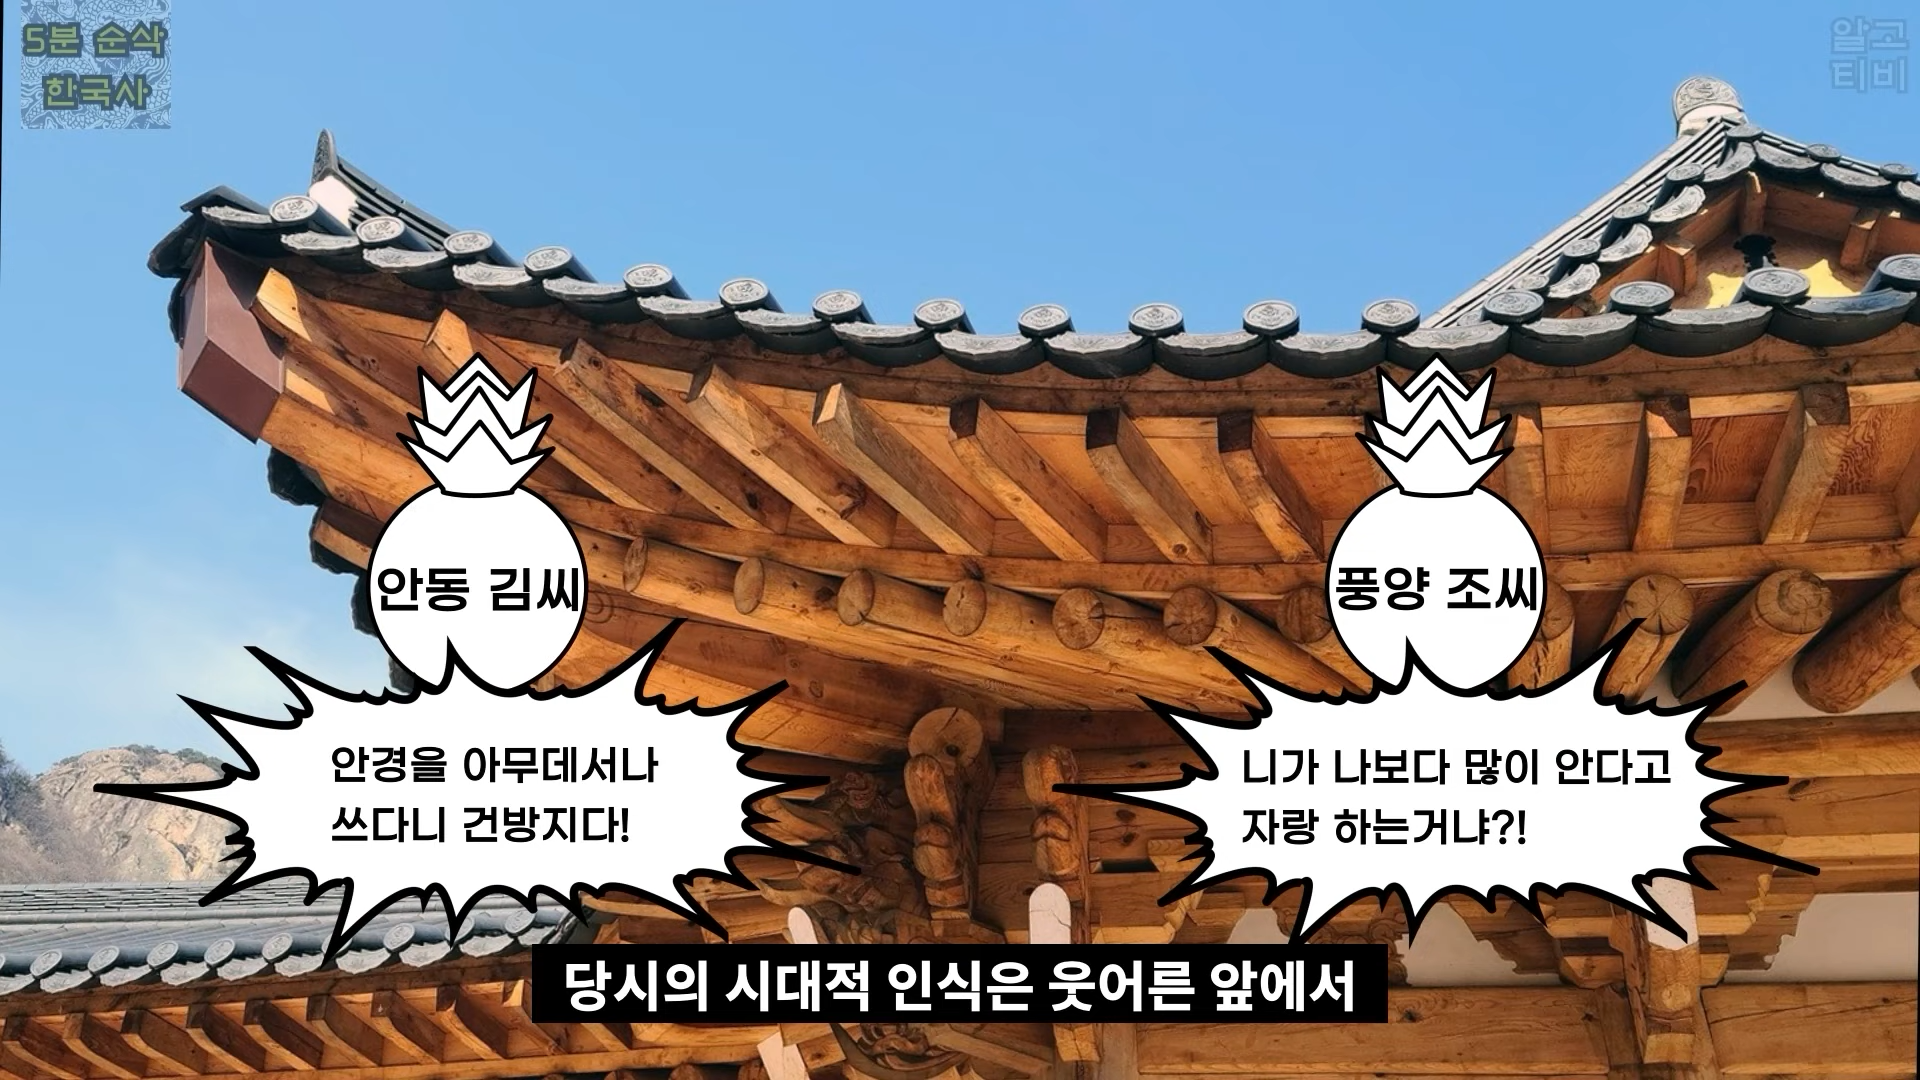 5분 순삭
한국사
알고
티비
안동 김씨
풍양 조씨
안경을 아무데서나
쓰다니 건방지다!
니가 나보다 많이 안다고
자랑 하는거냐?!
당시의 시대적 인식은 웃어른 앞에서